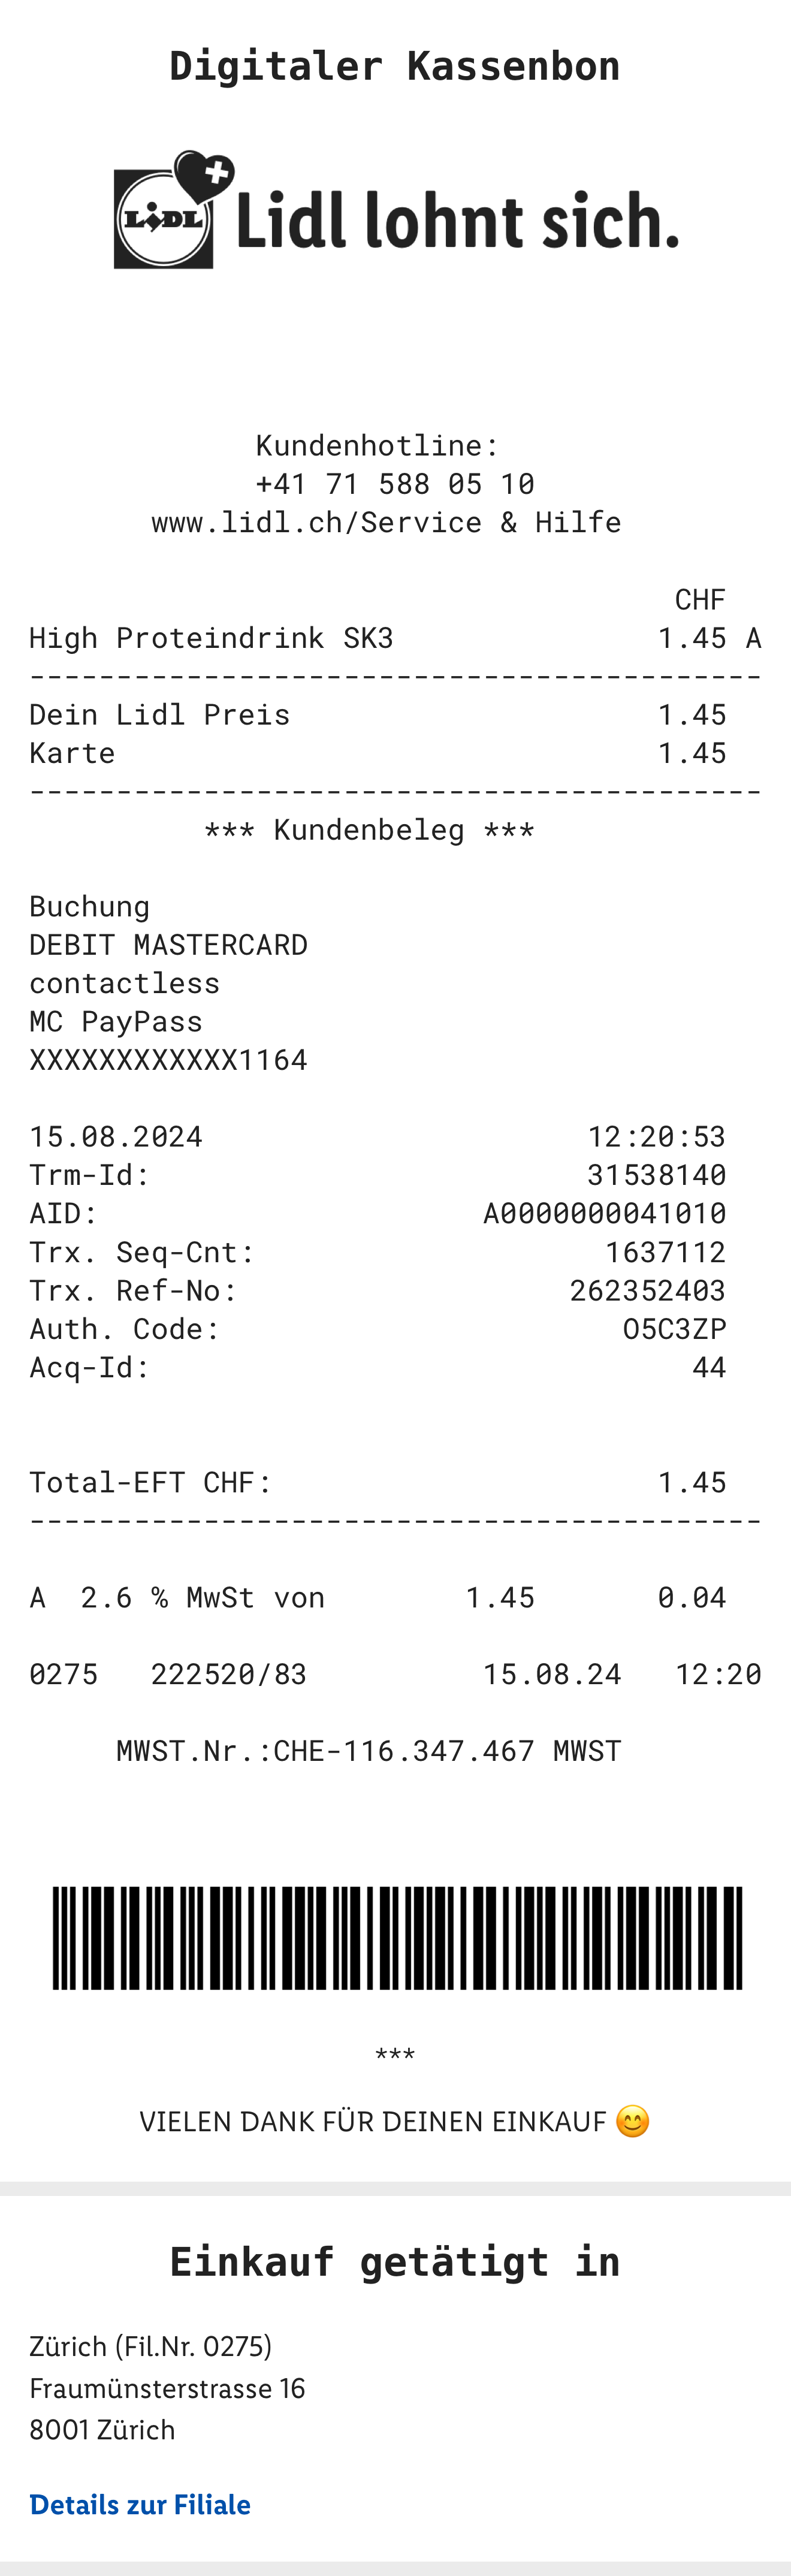 Digitaler Kassenbon
LIDL Lidl lohnt sich.
Kundenhotline:
+41 71 588 05 10
www.lidl.ch/Service & Hilfe
CHF
High Proteindrink SK3 1.45 A
------------------------------------------
Dein Lidl Preis 1.45
Karte 1.45
------------------------------------------
*** Kundenbeleg ***
Buchung
DEBIT MASTERCARD
contactless
MC PayPass
XXXXXXXXXXXX1164
15.08.2024 12:20:53
Trm-Id: 31538140
AID: A0000000041010
Trx. Seq-Cnt: 1637112
Trx. Ref-No: 262352403
Auth. Code: O5C3ZP
Acq-Id: 44
Total-EFT CHF: 1.45
------------------------------------------
A 2.6 % MwSt von 1.45 0.04
0275 222520/83 15.08.24 12:20
MWST.Nr.:CHE-116.347.467 MWST
***
VIELEN DANK FÜR DEINEN EINKAUF 😊
Einkauf getätigt in
Zürich (Fil.Nr. 0275)
Fraumünsterstrasse 16
8001 Zürich
Details zur Filiale